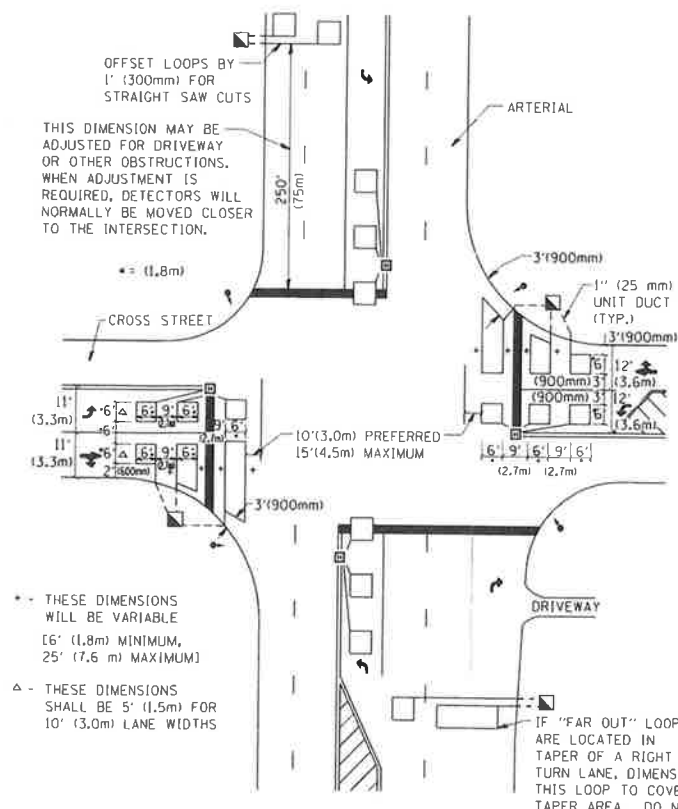 OFFSET LOOPS BY
1' (300mm) FOR
STRAIGHT SAW CUTS
ARTERIAL
THIS DIMENSION MAY BE
ADJUSTED FOR DRIVEWAY
OR OTHER OBSTRUCTIONS.
WHEN ADJUSTMENT IS
REQUIRED, DETECTORS WILL
NORMALLY BE MOVED CLOSER
TO THE INTERSECTION.
250'
(75m)
* = (1.8m)
3'(900mm)
1" (25 mm)
UNIT DUCT
(TYP.)
CROSS STREET
3'(900mm)
6'
12'
(3.6m)
(900mm) 3'
(900mm) 3'
12'
(3.6m)
6'
11'
(3.3m)
*6'
6' 9' 6'
9' 6'
(2.7m)
*6'
11'
(3.3m)
*6'
6' 9' 6'
2' (600mm)
10'(3.0m) PREFERRED
15'(4.5m) MAXIMUM
6' 9' 6' 9' 6'
(2.7m) (2.7m)
3'(900mm)
* - THESE DIMENSIONS
WILL BE VARIABLE
[6' (1.8m) MINIMUM,
25' (7.6 m) MAXIMUM]
DRIVEWAY
△ - THESE DIMENSIONS
SHALL BE 5' (1.5m) FOR
10' (3.0m) LANE WIDTHS
IF "FAR OUT" LOOP
ARE LOCATED IN
TAPER OF A RIGHT
TURN LANE, DIMENS
THIS LOOP TO COVE
TAPER AREA. DO N